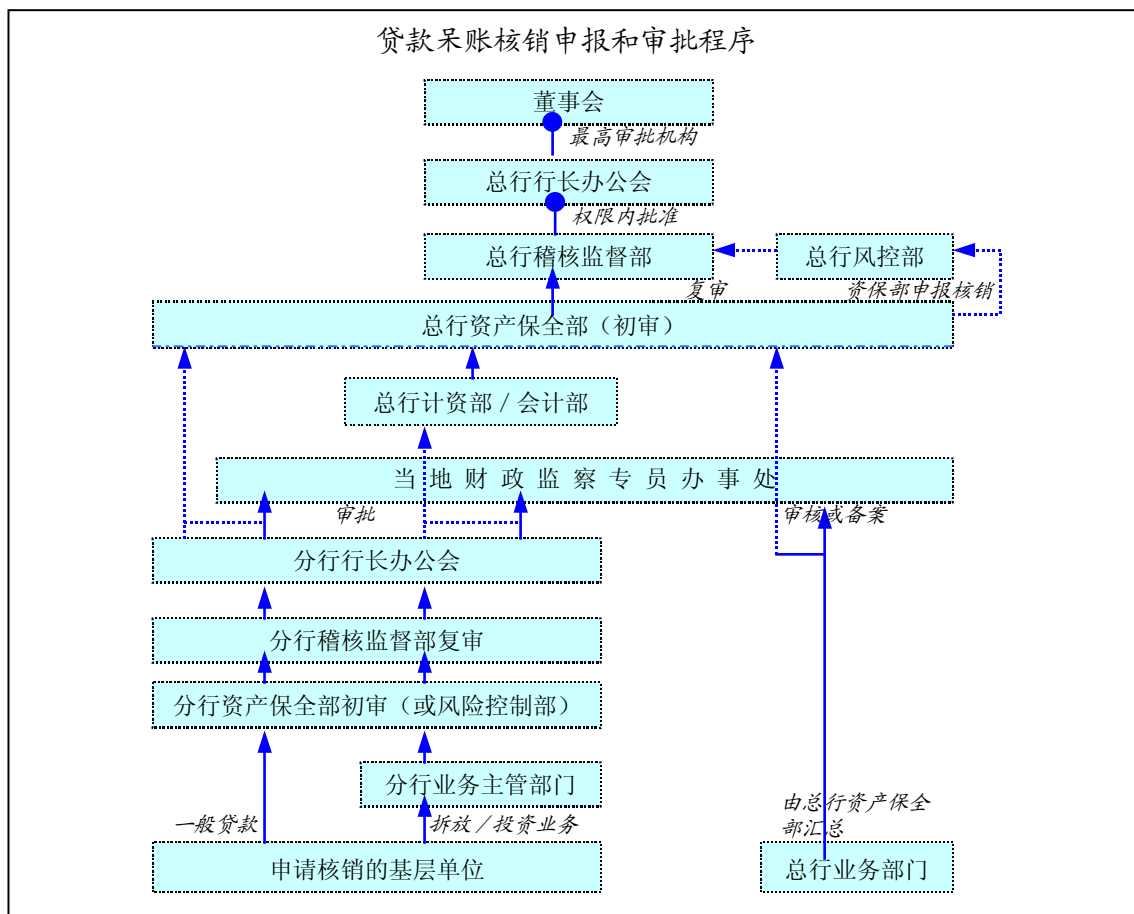 贷款呆账核销申报和审批程序
董事会
最高审批机构
总行行长办公会
权限内批准
总行稽核监督部
总行风控部
复审
资保部申报核销
总行资产保全部（初审）
总行计资部／会计部
当地财政监察专员办事处
审批
审核或备案
分行行长办公会
分行稽核监督部复审
分行资产保全部初审（或风险控制部）
分行业务主管部门
由总行资产保全
部汇总
一般贷款
拆放／投资业务
申请核销的基层单位
总行业务部门